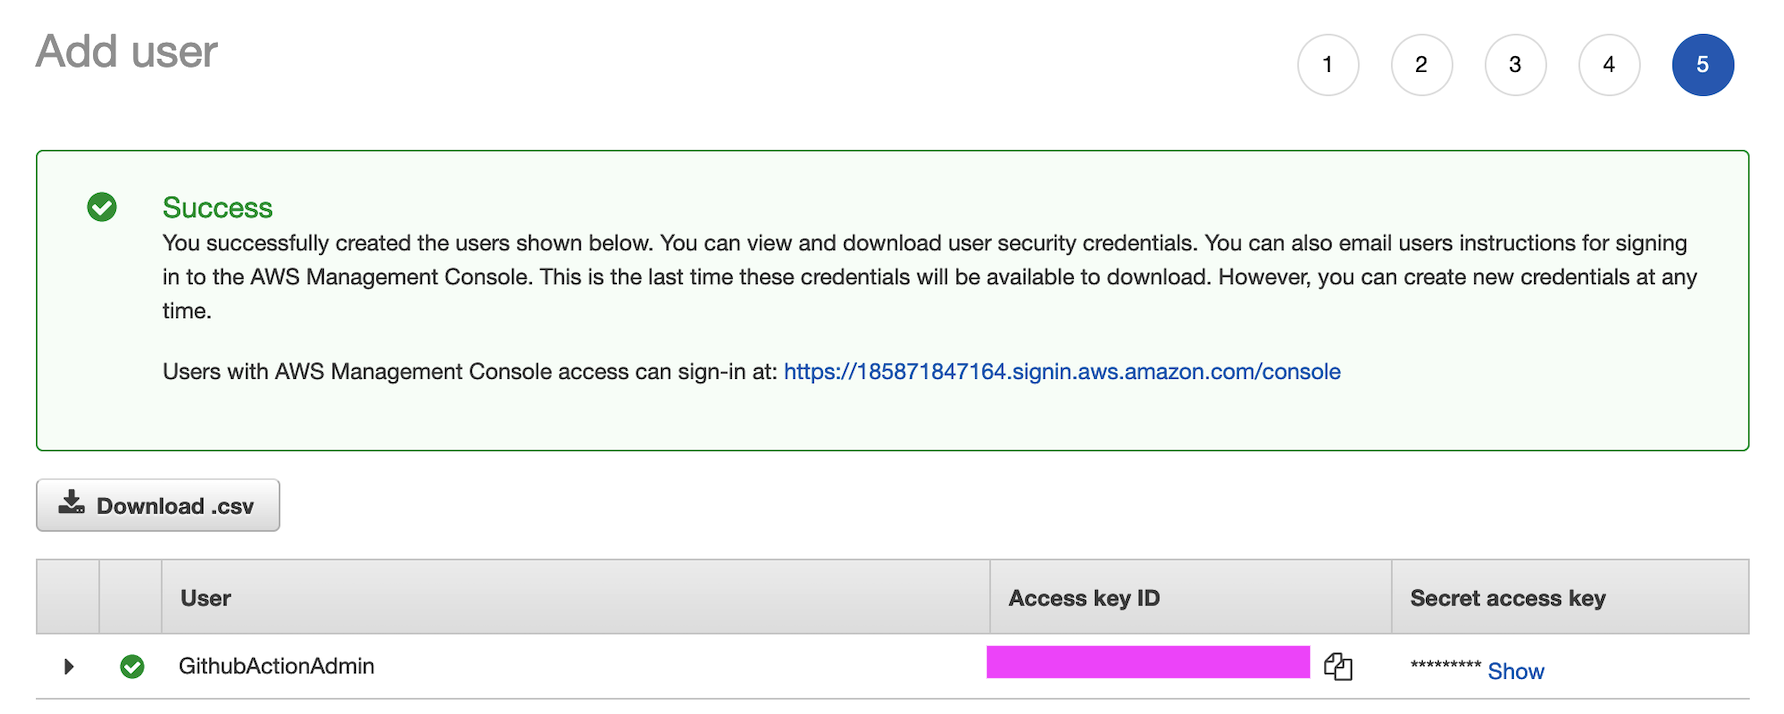 Add user
1 2 3 4 5
Success
You successfully created the users shown below. You can view and download user security credentials. You can also email users instructions for signing
in to the AWS Management Console. This is the last time these credentials will be available to download. However, you can create new credentials at any
time.
Users with AWS Management Console access can sign-in at: https://185871847164.signin.aws.amazon.com/console
Download .csv
User Access key ID Secret access key
GithubActionAdmin ********* Show